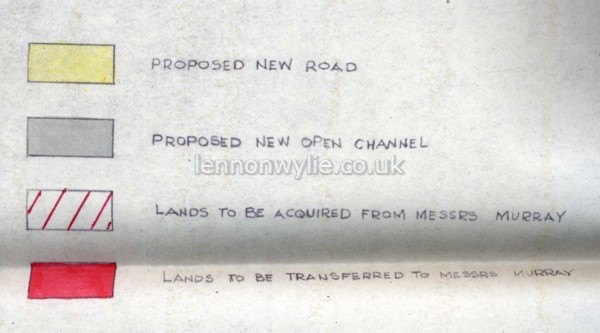 PROPOSED NEW ROAD
PROPOSED NEW OPEN CHANNEL
lennonwylie.co.uk
LANDS TO BE ACQUIRED FROM MESSRS MURRAY
LANDS TO BE TRANSFERRED TO MESSRS MURRAY